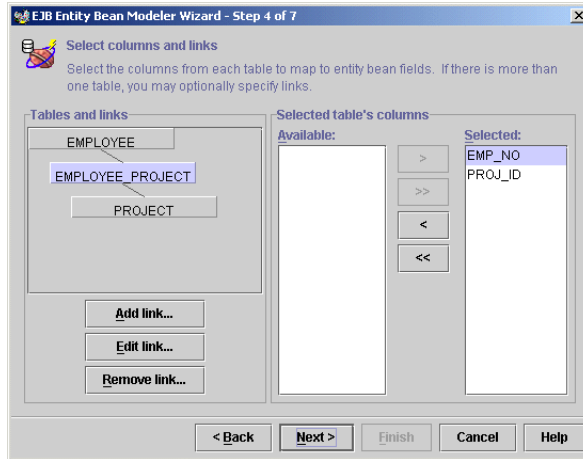 EJB Entity Bean Modeler Wizard - Step 4 of 7
Select columns and links
Select the columns from each table to map to entity bean fields. If there is more than
one table, you may optionally specify links.
Tables and links
EMPLOYEE
EMPLOYEE_PROJECT
PROJECT
Add link...
Edit link...
Remove link...
Selected table's columns
Available:
>
>>
<
<<
Selected:
EMP_NO
PROJ_ID
< Back
Next >
Finish
Cancel
Help